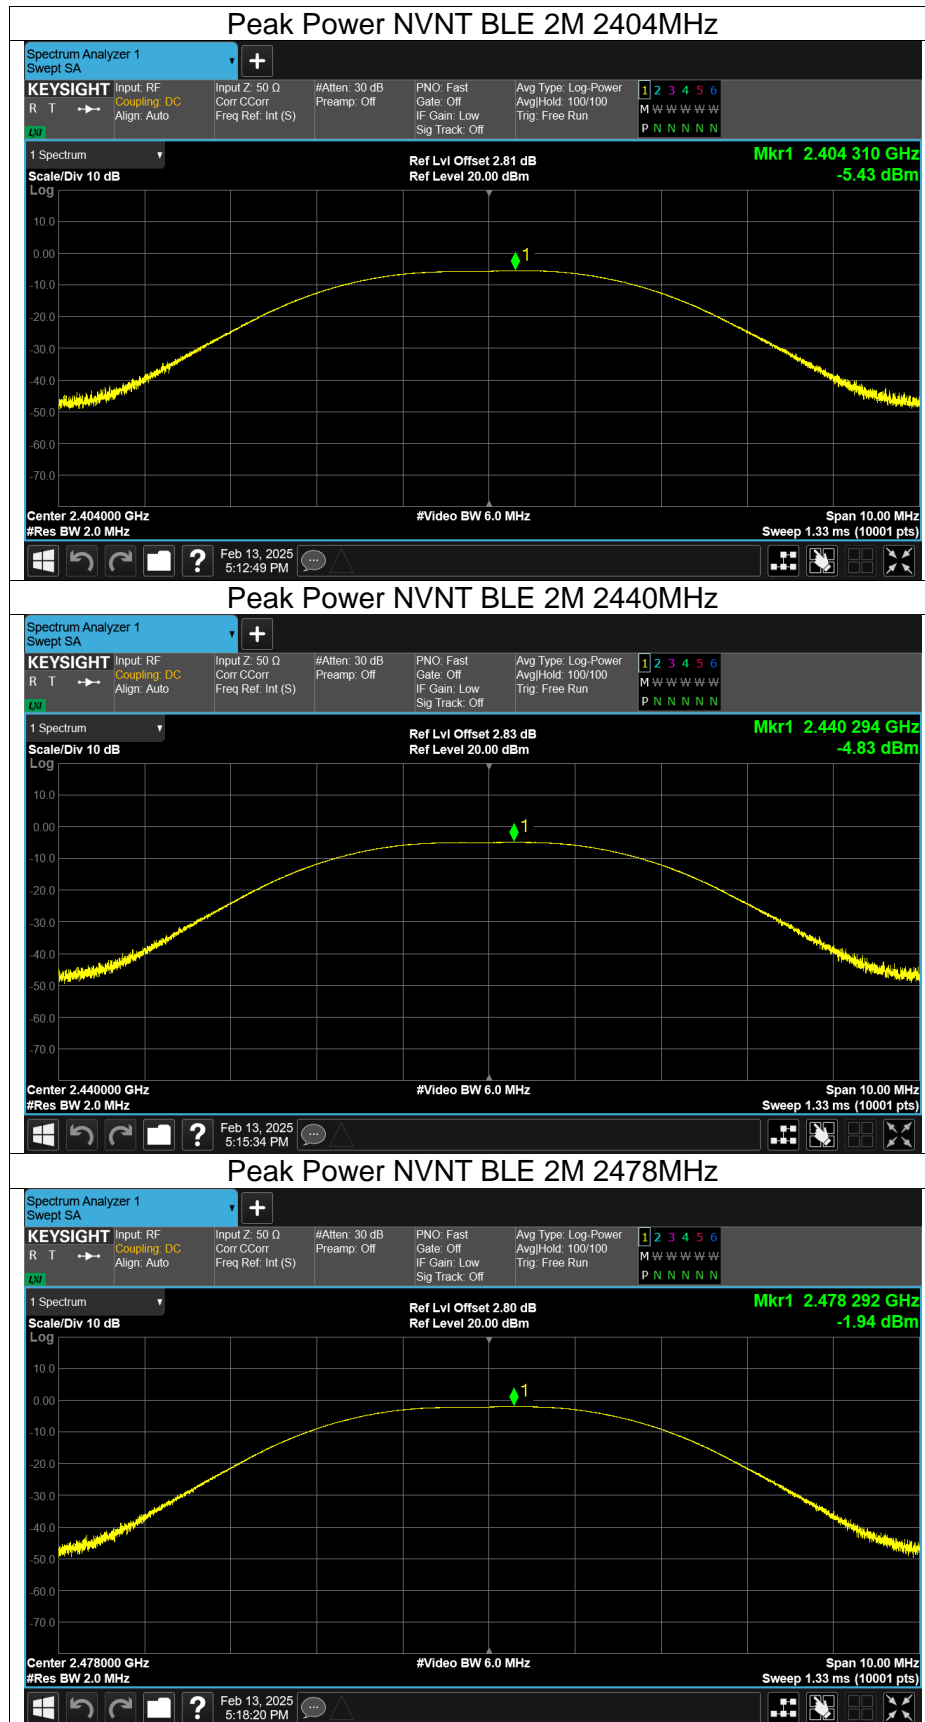 Peak Power NVNT BLE 2M 2404MHz
Spectrum Analyzer 1
Swept SA
KEYSIGHT Input: RF Input Z: 50 Ω #Atten: 30 dB PNO: Fast Avg Type: Log-Power 1 2 3 4 5 6
R T Coupling: DC Corr CCorr Preamp: Off Gate: Off Avg|Hold: 100/100 M W W W W W
Align: Auto Freq Ref: Int (S) IF Gain: Low Trig: Free Run
LXI Sig Track: Off P N N N N N
1 Spectrum Ref Lvl Offset 2.81 dB Mkr1 2.404 310 GHz
Scale/Div 10 dB Ref Level 20.00 dBm -5.43 dBm
Log
10.0
0.00
1
-10.0
-20.0
-30.0
-40.0
-50.0
-60.0
-70.0
Center 2.404000 GHz #Video BW 6.0 MHz Span 10.00 MHz
#Res BW 2.0 MHz Sweep 1.33 ms (10001 pts)
? Feb 13, 2025
5:12:49 PM
Peak Power NVNT BLE 2M 2440MHz
Spectrum Analyzer 1
Swept SA
KEYSIGHT Input: RF Input Z: 50 Ω #Atten: 30 dB PNO: Fast Avg Type: Log-Power 1 2 3 4 5 6
R T Coupling: DC Corr CCorr Preamp: Off Gate: Off Avg|Hold: 100/100 M W W W W W
Align: Auto Freq Ref: Int (S) IF Gain: Low Trig: Free Run
LXI Sig Track: Off P N N N N N
1 Spectrum Ref Lvl Offset 2.83 dB Mkr1 2.440 294 GHz
Scale/Div 10 dB Ref Level 20.00 dBm -4.83 dBm
Log
10.0
0.00
1
-10.0
-20.0
-30.0
-40.0
-50.0
-60.0
-70.0
Center 2.440000 GHz #Video BW 6.0 MHz Span 10.00 MHz
#Res BW 2.0 MHz Sweep 1.33 ms (10001 pts)
? Feb 13, 2025
5:15:34 PM
Peak Power NVNT BLE 2M 2478MHz
Spectrum Analyzer 1
Swept SA
KEYSIGHT Input: RF Input Z: 50 Ω #Atten: 30 dB PNO: Fast Avg Type: Log-Power 1 2 3 4 5 6
R T Coupling: DC Corr CCorr Preamp: Off Gate: Off Avg|Hold: 100/100 M W W W W W
Align: Auto Freq Ref: Int (S) IF Gain: Low Trig: Free Run
LXI Sig Track: Off P N N N N N
1 Spectrum Ref Lvl Offset 2.80 dB Mkr1 2.478 292 GHz
Scale/Div 10 dB Ref Level 20.00 dBm -1.94 dBm
Log
10.0
0.00
1
-10.0
-20.0
-30.0
-40.0
-50.0
-60.0
-70.0
Center 2.478000 GHz #Video BW 6.0 MHz Span 10.00 MHz
#Res BW 2.0 MHz Sweep 1.33 ms (10001 pts)
? Feb 13, 2025
5:18:20 PM